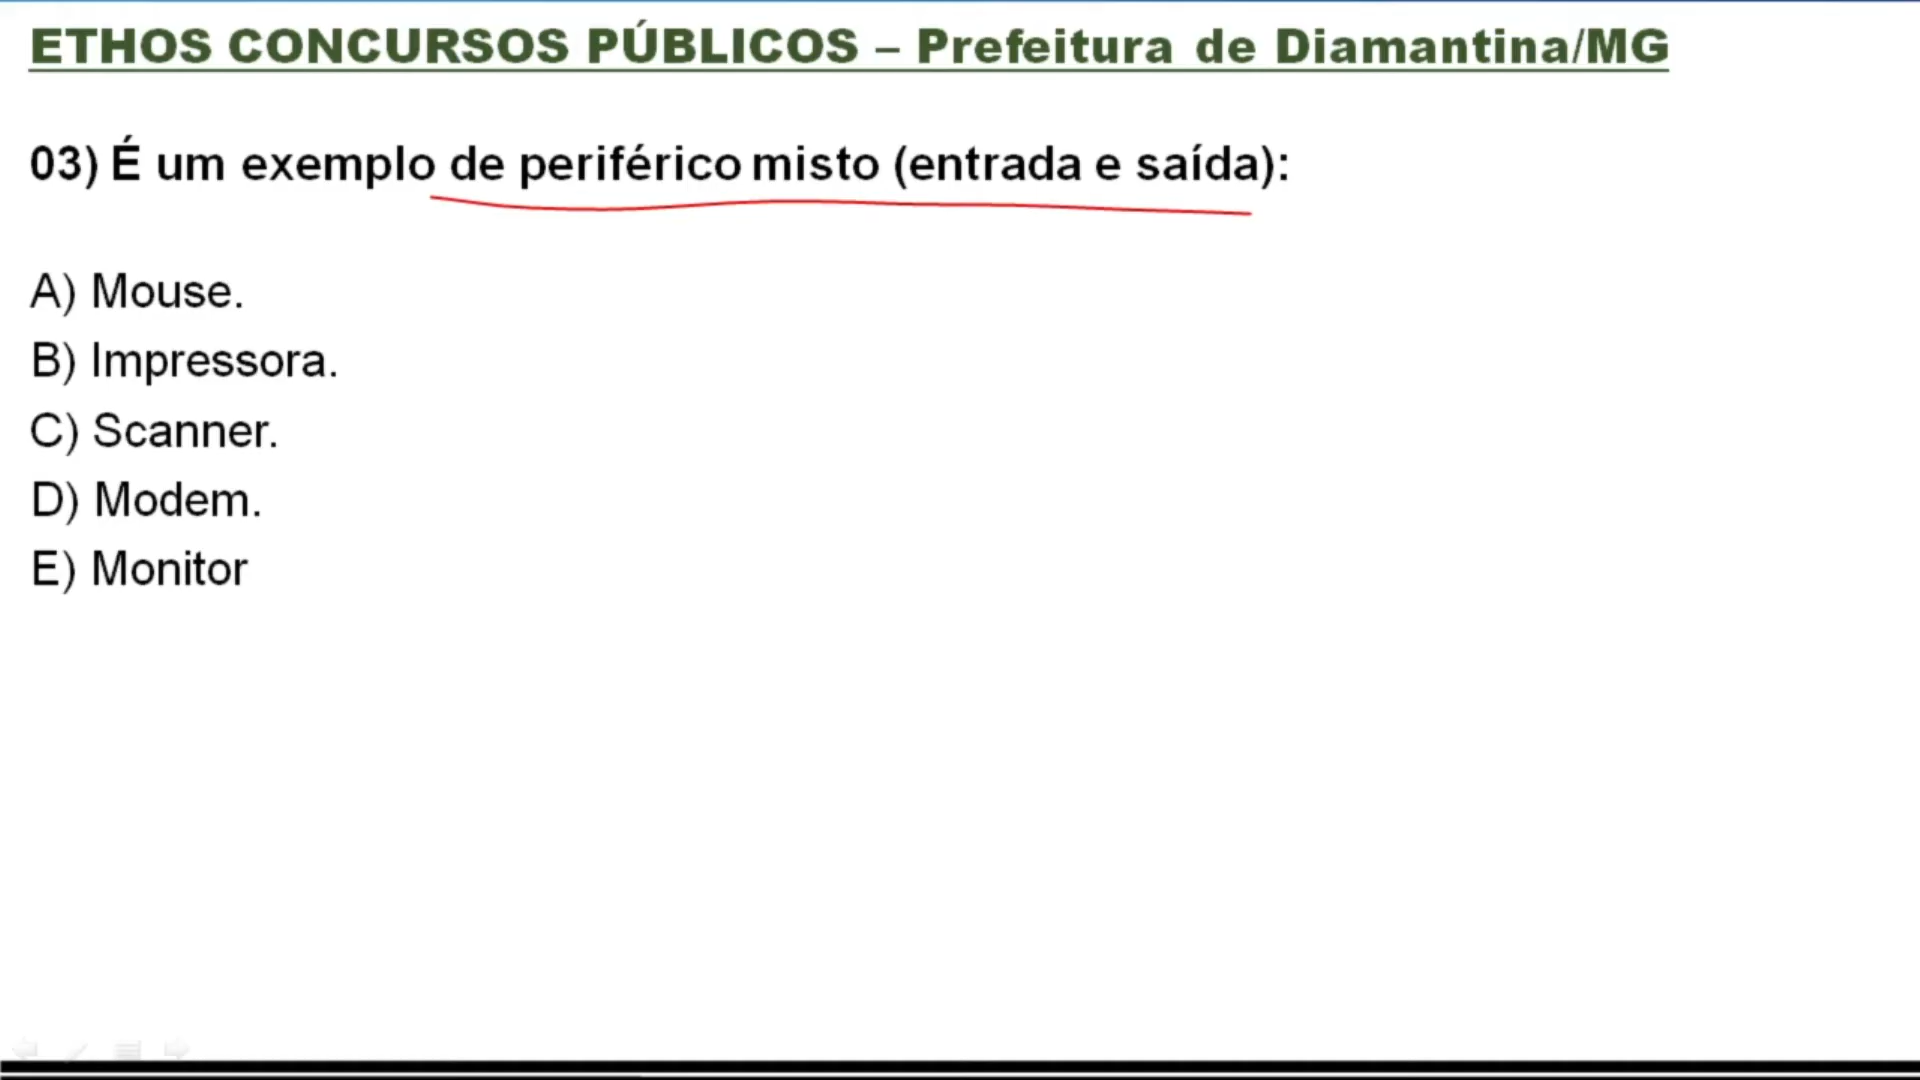 ETHOS CONCURSOS PÚBLICOS – Prefeitura de Diamantina/MG
03) É um exemplo de periférico misto (entrada e saída):
A) Mouse.
B) Impressora.
C) Scanner.
D) Modem.
E) Monitor